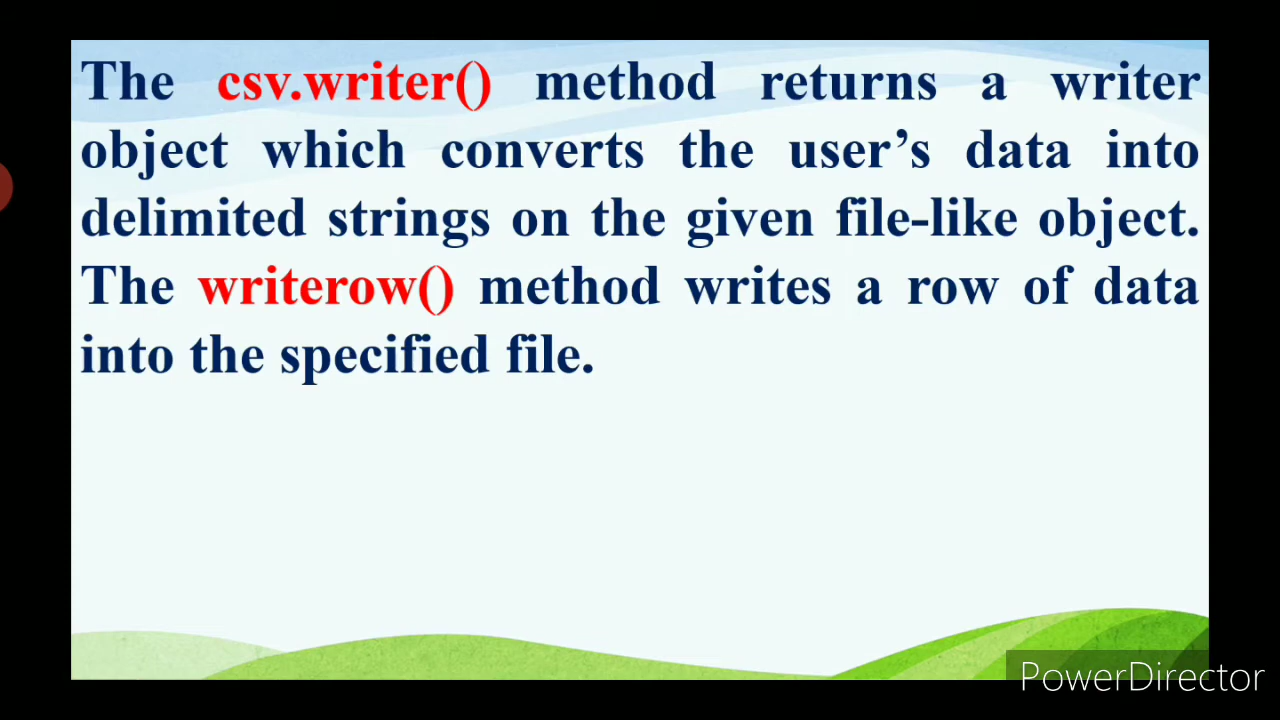 The csv.writer() method returns a writer
object which converts the user’s data into
delimited strings on the given file-like object.
The writerow() method writes a row of data
into the specified file.
PowerDirector